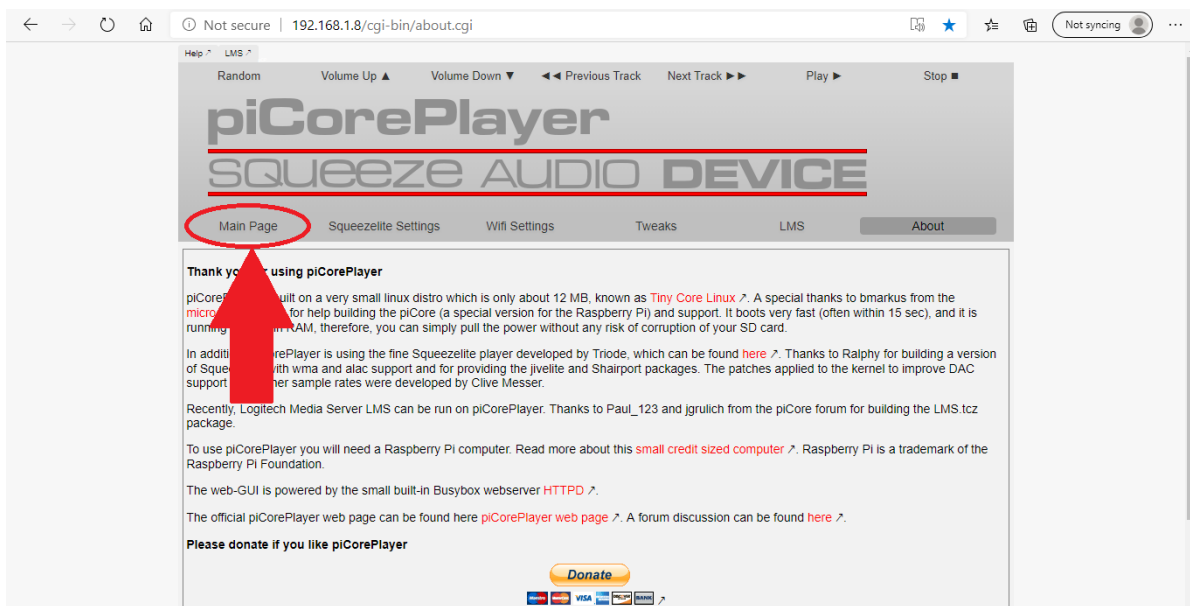 Not secure | 192.168.1.8/cgi-bin/about.cgi
Not syncing
Help LMS
Random Volume Up ▲ Volume Down ▼ ◄◄ Previous Track Next Track ►► Play ► Stop ■
piCorePlayer
SQUEEZE AUDIO DEVICE
Main Page Squeezelite Settings Wifi Settings Tweaks LMS About
Thank using piCorePlayer
built on a very small linux distro which is only about 12 MB, known as Tiny Core Linux ↗. A special thanks to bmarkus from the
for help building the piCore (a special version for the Raspberry Pi) and support. It boots very fast (often within 15 sec), and it is
RAM, therefore, you can simply pull the power without any risk of corruption of your SD card.
In is using the fine Squeezelite player developed by Triode, which can be found here ↗. Thanks to Ralphy for building a version
of with wma and alac support and for providing the jivelite and Shairport packages. The patches applied to the kernel to improve DAC
support sample rates were developed by Clive Messer.
Recently, Logitech Media Server LMS can be run on piCorePlayer. Thanks to Paul_123 and jgrulich from the piCore forum for building the LMS.tcz
package.
To use piCorePlayer you will need a Raspberry Pi computer. Read more about this small credit sized computer ↗. Raspberry Pi is a trademark of the
Raspberry Pi Foundation.
The web-GUI is powered by the small built-in Busybox webserver HTTPD ↗.
The official piCorePlayer web page can be found here piCorePlayer web page ↗. A forum discussion can be found here ↗.
Please donate if you like piCorePlayer
Donate
VISA BANK